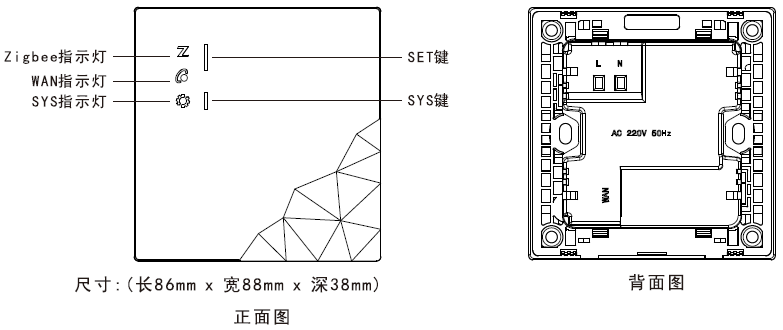 Zigbee指示灯
WAN指示灯
SYS指示灯
Z
SET键
SYS键
尺寸:(长86mm x 宽88mm x 深38mm)
正面图
L N
AC 220V 50Hz
WAN
背面图